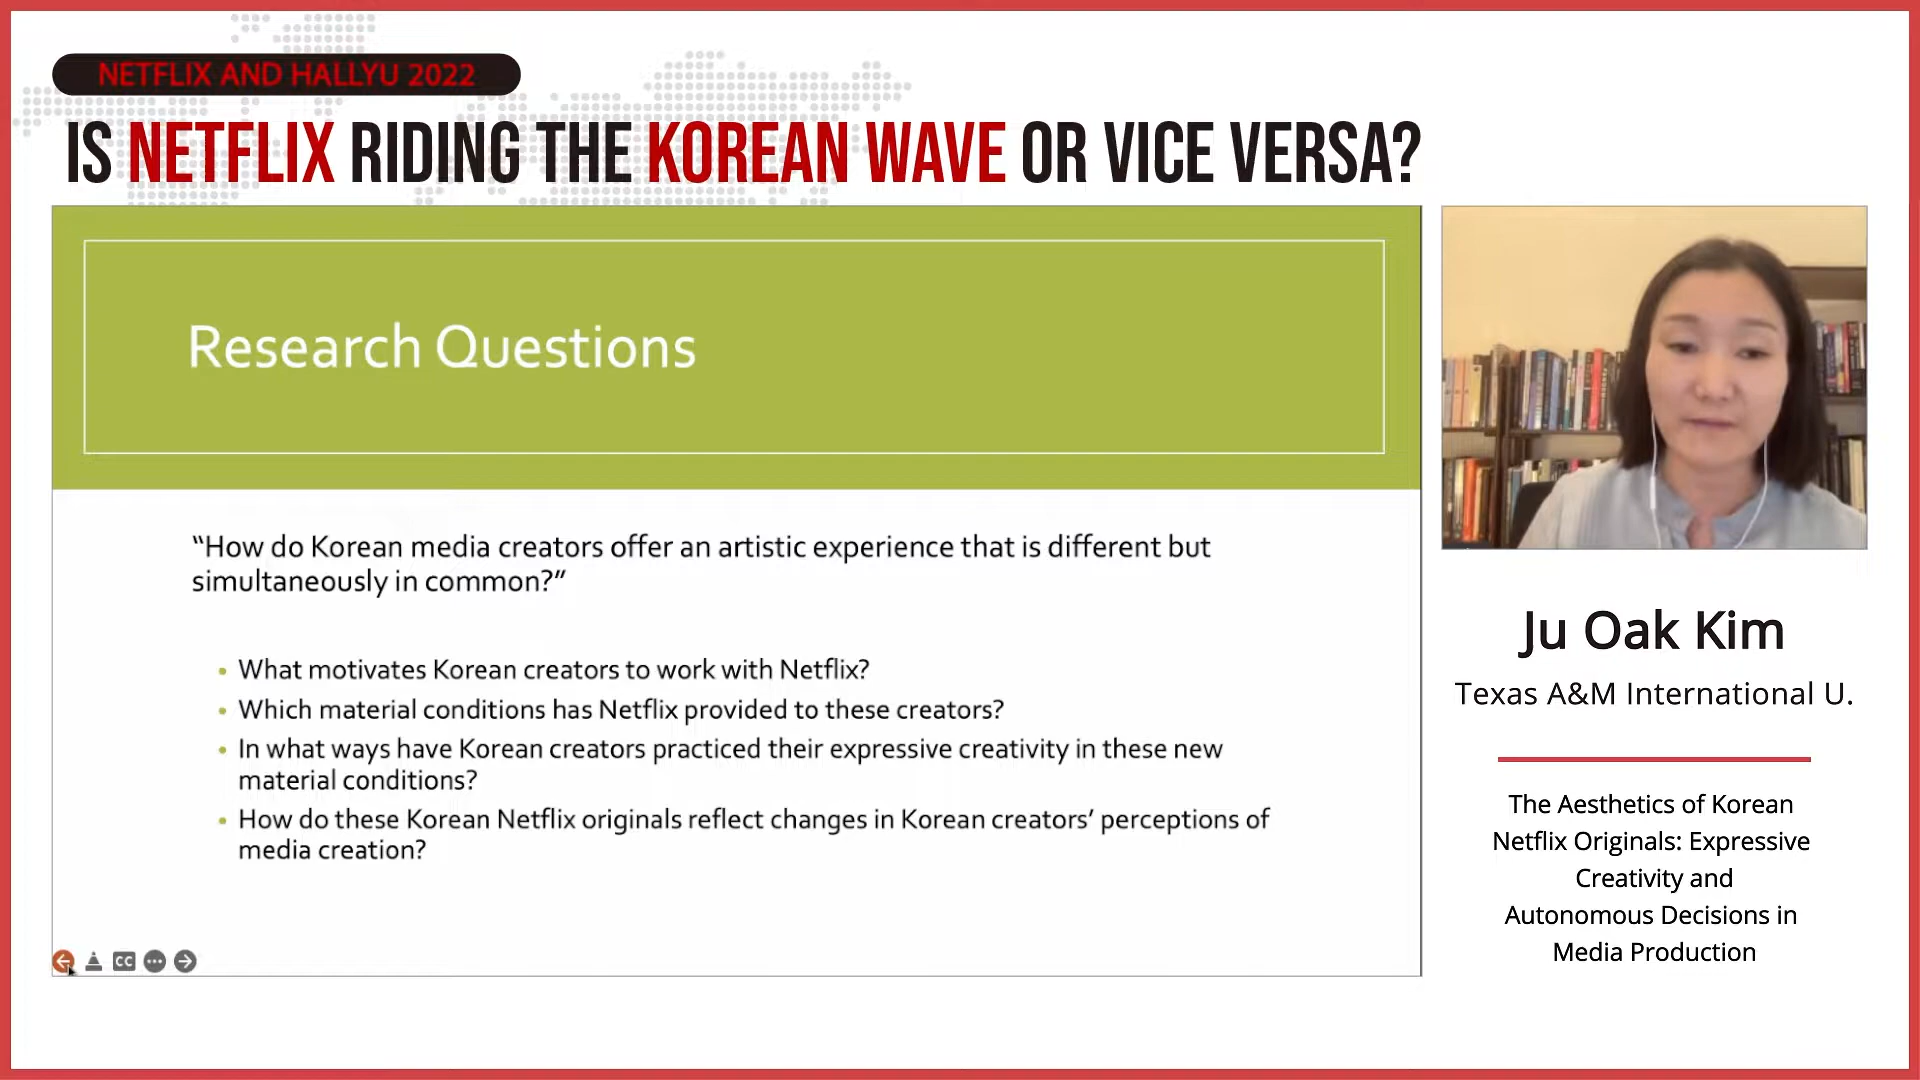 NETFLIX AND HALLYU 2022
IS NETFLIX RIDING THE KOREAN WAVE OR VICE VERSA?
Research Questions
“How do Korean media creators offer an artistic experience that is different but
simultaneously in common?”
• What motivates Korean creators to work with Netflix?
• Which material conditions has Netflix provided to these creators?
• In what ways have Korean creators practiced their expressive creativity in these new
material conditions?
• How do these Korean Netflix originals reflect changes in Korean creators’ perceptions of
media creation?
CC
Ju Oak Kim
Texas A&M International U.
The Aesthetics of Korean
Netflix Originals: Expressive
Creativity and
Autonomous Decisions in
Media Production